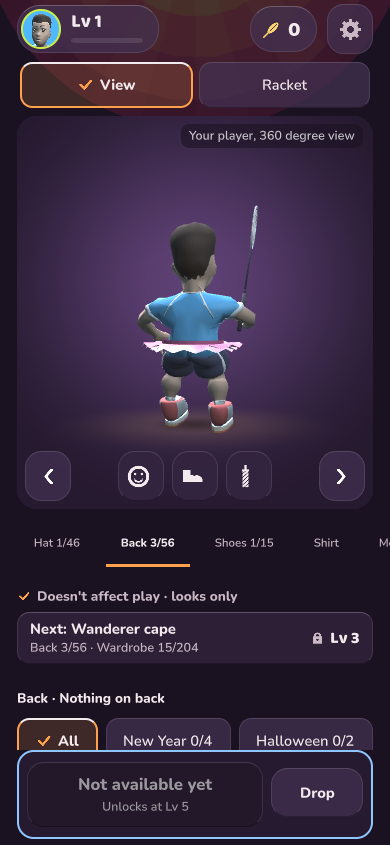 Lv 1
0
View
Racket
Your player, 360 degree view
Hat 1/46
Back 3/56
Shoes 1/15
Shirt
Doesn't affect play · looks only
Next: Wanderer cape
Back 3/56 · Wardrobe 15/204
Lv 3
Back · Nothing on back
All
New Year 0/4
Halloween 0/2
Not available yet
Unlocks at Lv 5
Drop